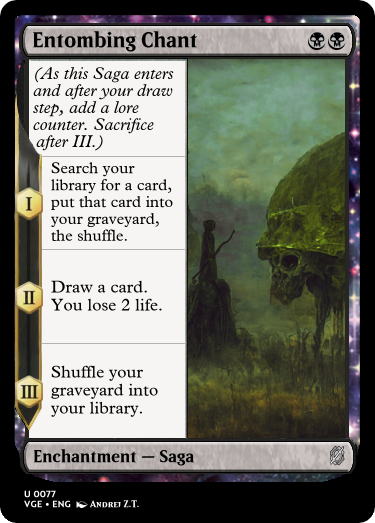 Entombing Chant
(As this Saga enters
and after your draw
step, add a lore
counter. Sacrifice
after III.)
I
Search your
library for a card,
put that card into
your graveyard,
the shuffle.
II
Draw a card.
You lose 2 life.
III
Shuffle your
graveyard into
your library.
Enchantment — Saga
U 0077
VGE • ENG Andrej Z.T.